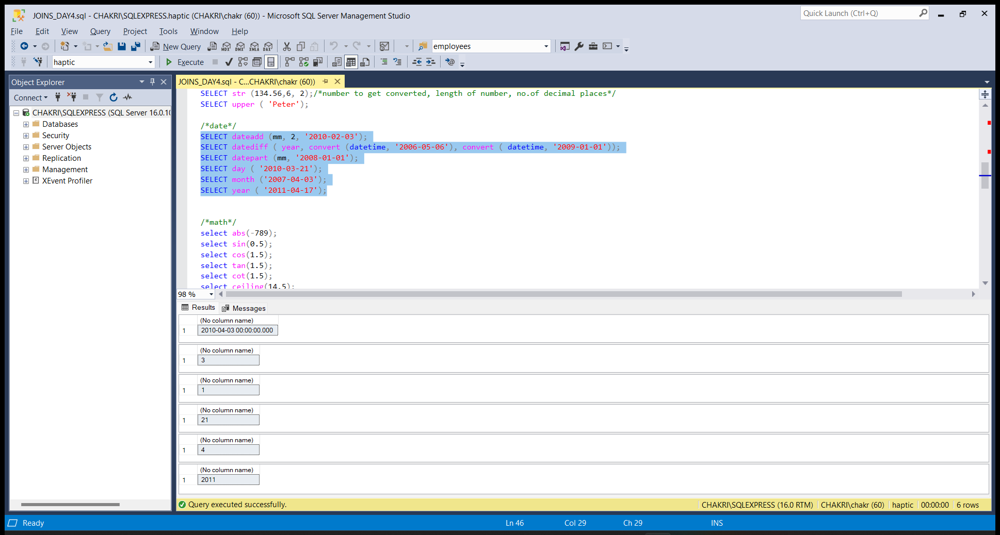 JOINS_DAY4.sql - CHAKRI\SQLEXPRESS.haptic (CHAKRI\chakr (60)) - Microsoft SQL Server Management Studio
Quick Launch (Ctrl+Q)
File Edit View Query Project Tools Window Help
New Query MDX DMX XMLA DAX employees
haptic Execute
Object Explorer
Connect
CHAKRI\SQLEXPRESS (SQL Server 16.0.10
Databases
Security
Server Objects
Replication
Management
XEvent Profiler
JOINS_DAY4.sql - C...CHAKRI\chakr (60))
SELECT str (134.56,6, 2);/*number to get converted, length of number, no.of decimal places*/
SELECT upper ( 'Peter');
/*date*/
SELECT dateadd (mm, 2, '2010-02-03');
SELECT datediff ( year, convert (datetime, '2006-05-06'), convert ( datetime, '2009-01-01'));
SELECT datepart (mm, '2008-01-01');
SELECT day ( '2010-03-21');
SELECT month ('2007-04-03');
SELECT year ( '2011-04-17');
/*math*/
select abs(-789);
select sin(0.5);
select cos(1.5);
select tan(1.5);
select cot(1.5);
select ceiling(14.5);
98 %
Results Messages
(No column name)
1 2010-04-03 00:00:00.000
(No column name)
1 3
(No column name)
1 1
(No column name)
1 21
(No column name)
1 4
(No column name)
1 2011
Query executed successfully. CHAKRI\SQLEXPRESS (16.0 RTM) CHAKRI\chakr (60) haptic 00:00:00 6 rows
Ready Ln 46 Col 29 Ch 29 INS